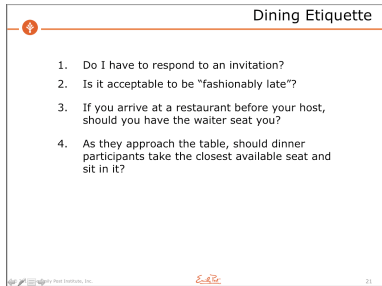 Dining Etiquette
1. Do I have to respond to an invitation?
2. Is it acceptable to be “fashionably late”?
3. If you arrive at a restaurant before your host,
should you have the waiter seat you?
4. As they approach the table, should dinner
participants take the closest available seat and
sit in it?
Post Institute, Inc.
Emily Post
21